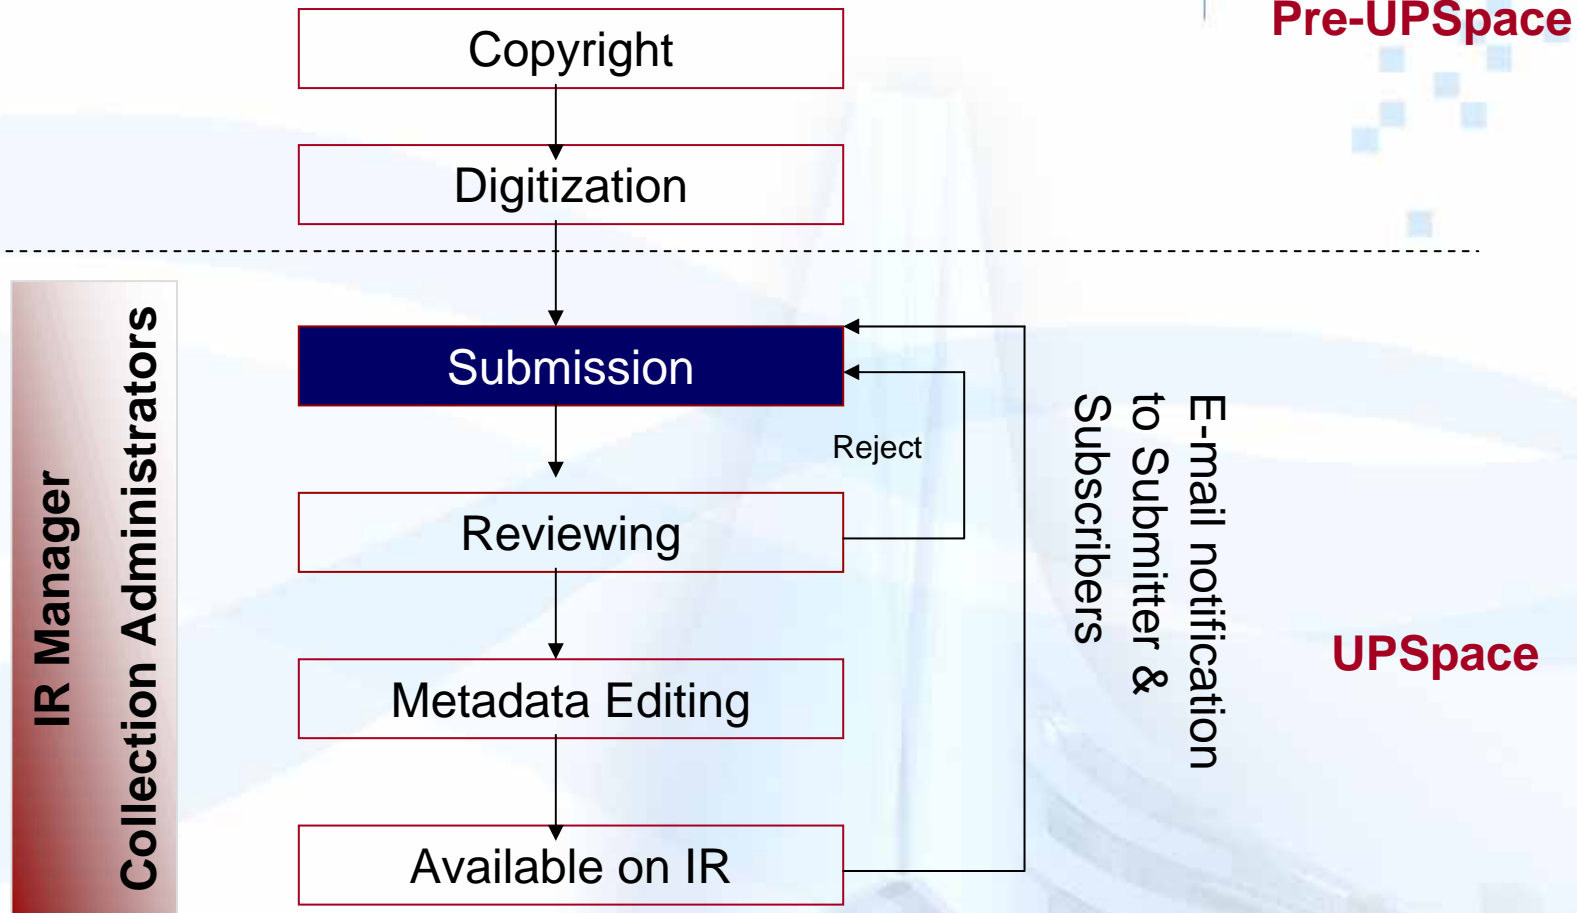 Pre-UPSpace
Copyright
Digitization
IR Manager
Collection Administrators
Submission
Reject
Reviewing
Metadata Editing
Available on IR
E-mail notification
to Submitter &
Subscribers
UPSpace